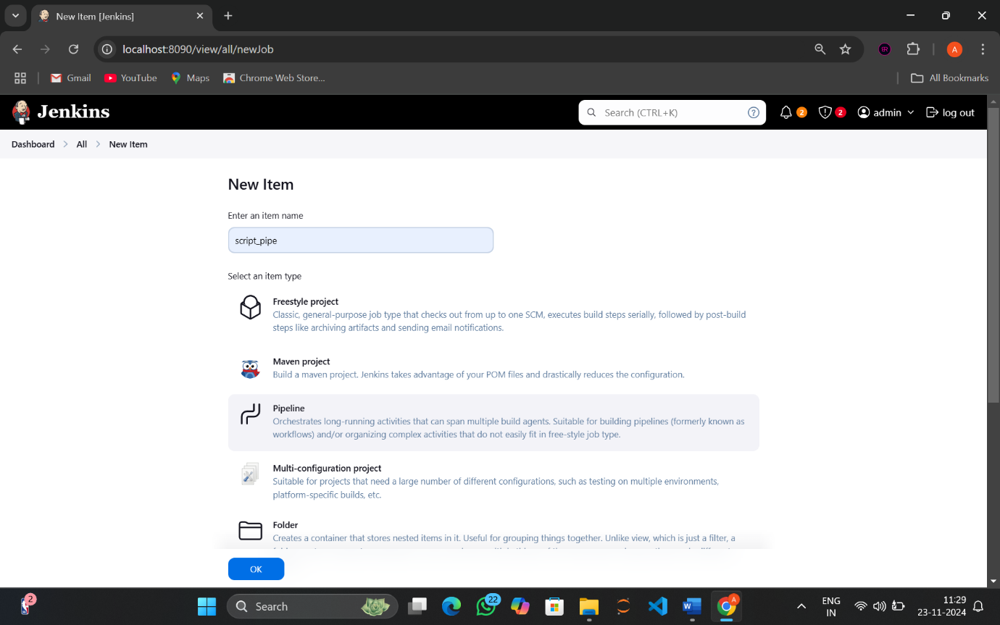 New Item [Jenkins]
localhost:8090/view/all/newJob
BR
A
Gmail
YouTube
Maps
Chrome Web Store...
All Bookmarks
Jenkins
Search (CTRL+K)
?
2
2
admin
log out
Dashboard
All
New Item
New Item
Enter an item name
script_pipe
Select an item type
Freestyle project
Classic, general-purpose job type that checks out from up to one SCM, executes build steps serially, followed by post-build
steps like archiving artifacts and sending email notifications.
Maven project
Build a maven project. Jenkins takes advantage of your POM files and drastically reduces the configuration.
Pipeline
Orchestrates long-running activities that can span multiple build agents. Suitable for building pipelines (formerly known as
workflows) and/or organizing complex activities that do not easily fit in free-style job type.
Multi-configuration project
Suitable for projects that need a large number of different configurations, such as testing on multiple environments,
platform-specific builds, etc.
Folder
Creates a container that stores nested items in it. Useful for grouping things together. Unlike view, which is just a filter, a
OK
2
Search
22
W
A
ENG
IN
11:29
23-11-2024